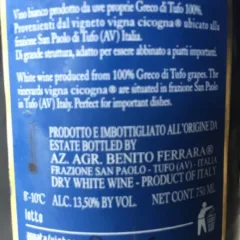 Vino bianco prodotto da uve proprie Greco di Tufo 100%.
Provenienti dal vigneto vigna cicogna® ubicato alla
frazione San Paolo di Tufo (AV) Italia.
Di grande struttura, adatto per essere abbinato a piatti importanti.
White wine produced from 100% Greco di Tufo grapes. The
vineyards vigna cicogna®, are situated in frazione San Paolo
is Tufo (AV) Italy. Perfect for important dishes.
PRODOTTO E IMBOTTIGLIATO ALL'ORIGINE DA
ESTATE BOTTLED BY
AZ. AGR. BENITO FERRARA®
FRAZIONE SAN PAOLO - TUFO (AV) - ITALIA
DRY WHITE WINE - PRODUCT OF ITALY
8°-10°C ALC. 13,50% BY VOL. NET CONT. 750 ML
lotto